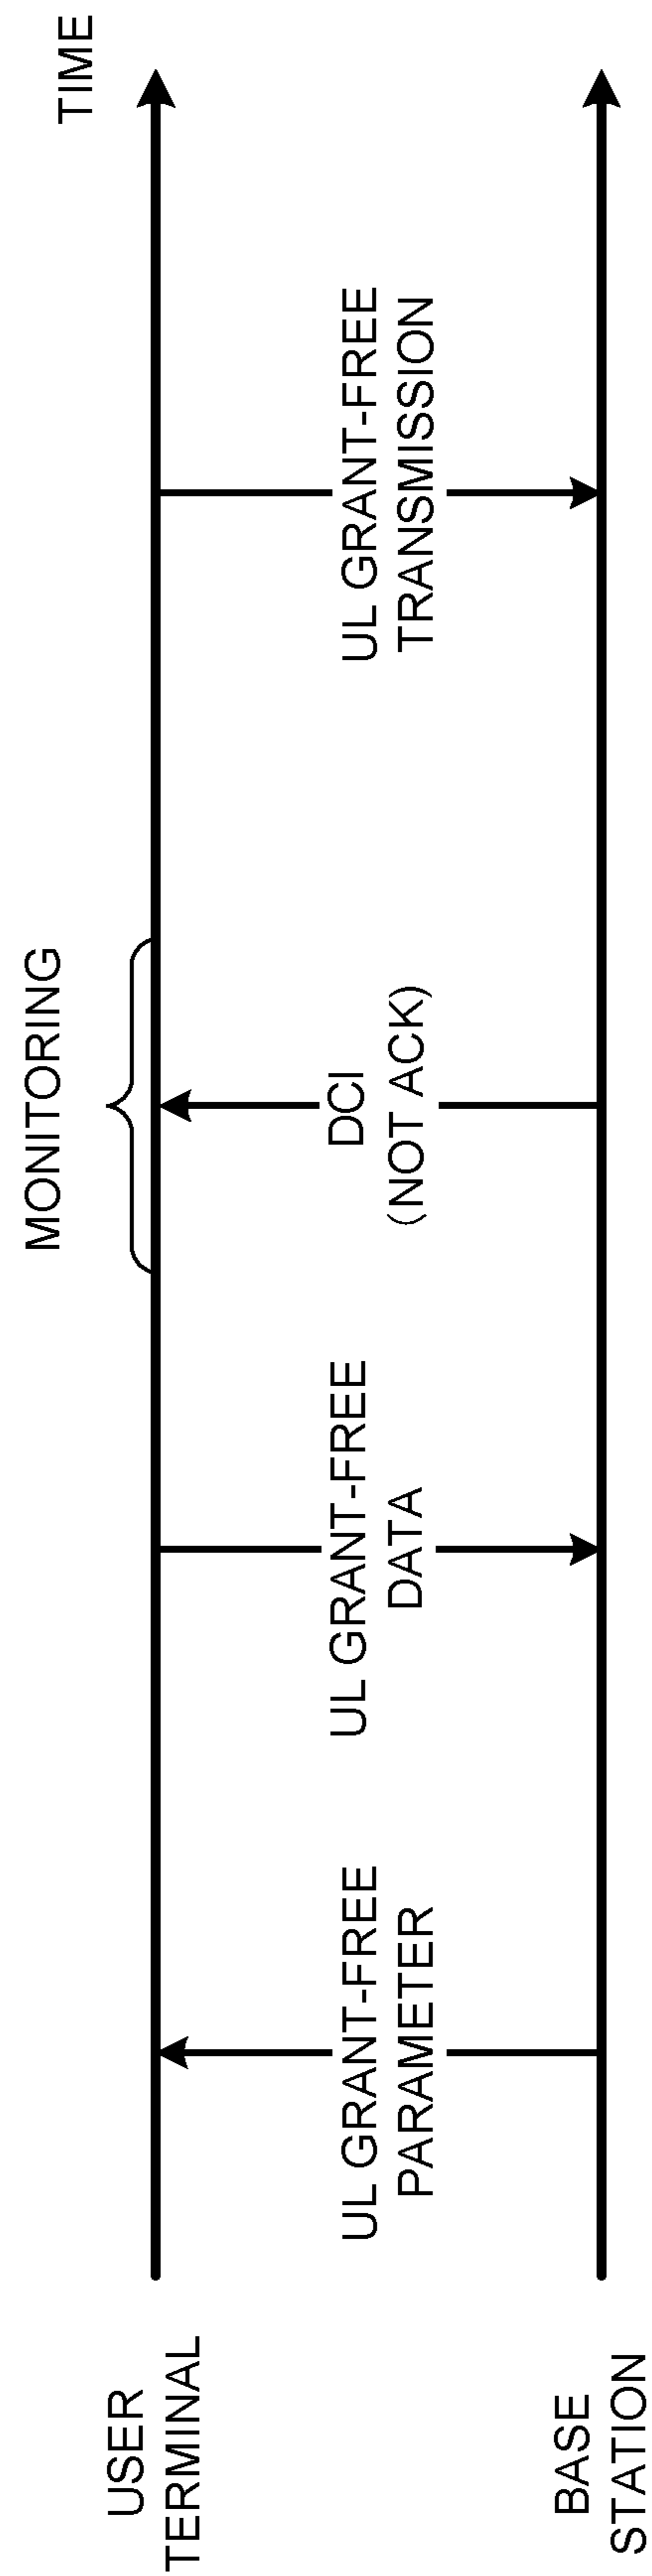 TIME
MONITORING
USER
TERMINAL
UL GRANT-FREE
PARAMETER
UL GRANT-FREE
DATA
DCI
(NOT ACK)
UL GRANT-FREE
TRANSMISSION
BASE
STATION